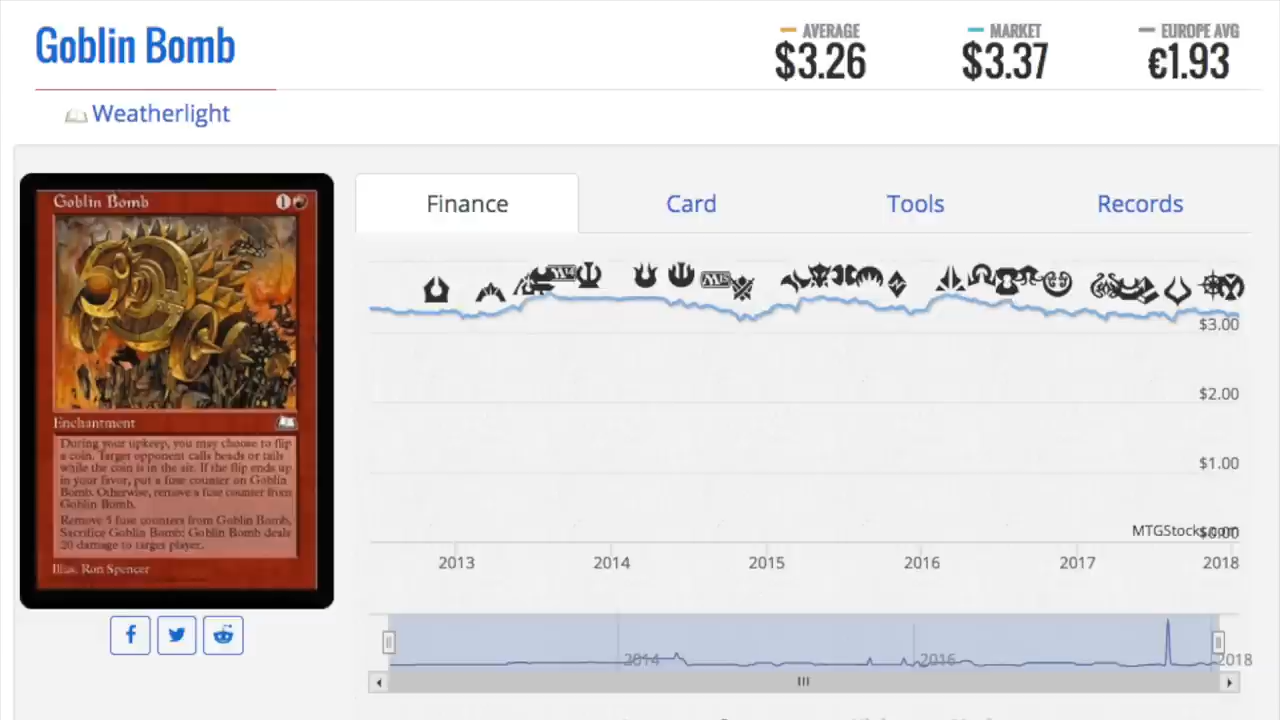 Goblin Bomb
AVERAGE
$3.26
MARKET
$3.37
EUROPE AVG
€1.93
Weatherlight
Goblin Bomb 1
Enchantment
During your upkeep, you may choose to flip
a coin. Target opponent calls heads or tails
while the coin is in the air. If the flip ends up
in your favor, put a fuse counter on Goblin
Bomb. Otherwise, remove a fuse counter from
Goblin Bomb.
Remove 5 fuse counters from Goblin Bomb,
Sacrifice Goblin Bomb: Goblin Bomb deals
20 damage to target player.
Illus. Ron Spencer
Finance
Card
Tools
Records
M14
M15
$3.00
$2.00
$1.00
$0.00
MTGStocks.com
2013
2014
2015
2016
2017
2018
2014
2016
2018